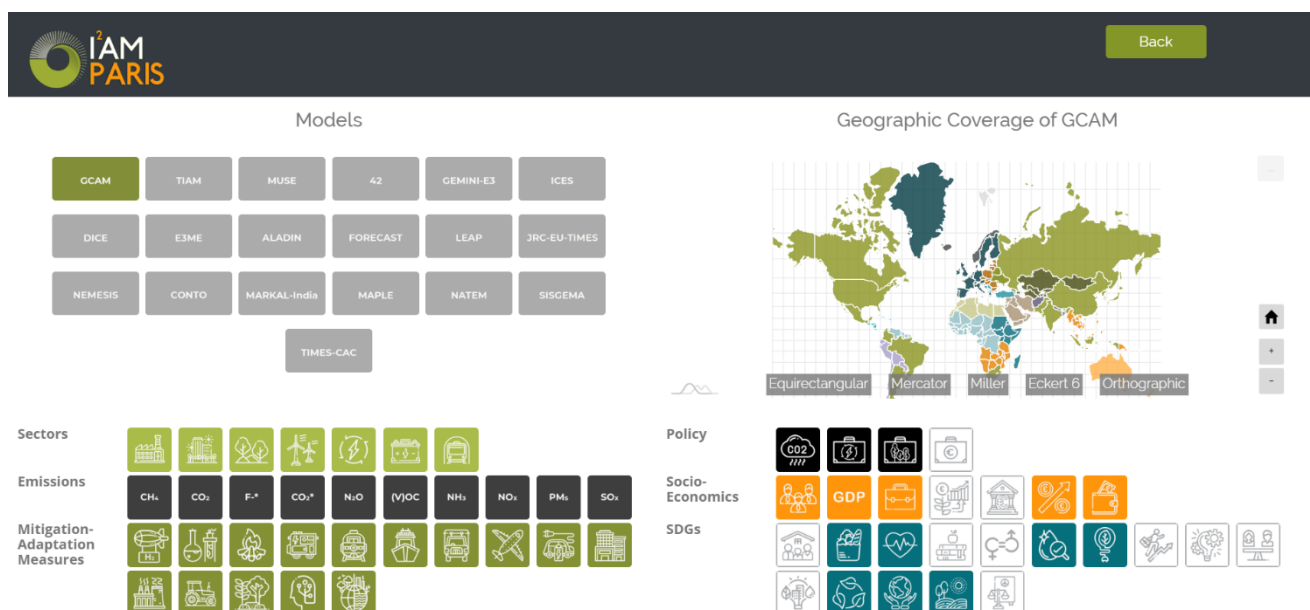 I²AM
PARIS
Back
Models
Geographic Coverage of GCAM
GCAM TIAM MUSE 42 GEMINI-E3 ICES
DICE E3ME ALADIN FORECAST LEAP JRC-EU-TIMES
NEMESIS CONTO MARKAL-India MAPLE NATEM SISGEMA
TIMES-CAC
+
-
Equirectangular Mercator Miller Eckert 6 Orthographic
Sectors
Policy
CO2
Emissions
CH₄ CO₂ F-* CO₂* N₂O (V)OC NH₃ NOₓ PM₅ SOₓ
Socio-
Economics
GDP
Mitigation-
Adaptation
Measures
H₂
SDGs